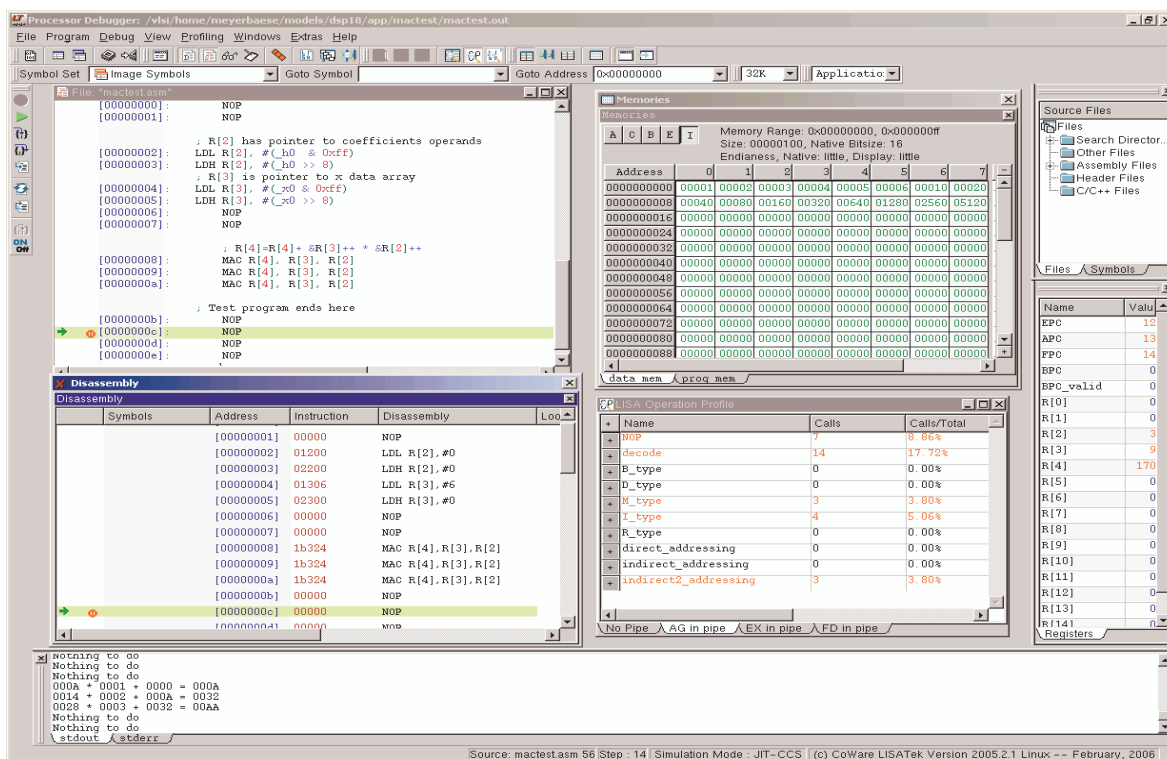 Processor Debugger: /vlsi/home/meyerbaese/models/dsp18/app/mactest/mactest.out
File Program Debug View Profiling Windows Extras Help
Symbol Set Image Symbols Goto Symbol Goto Address 0x00000000 32K Applicatio
File: "mactest.asm"
[00000000]: NOP
[00000001]: NOP
; R[2] has pointer to coefficients operands
[00000002]: LDL R[2], #(_h0 & 0xff)
[00000003]: LDH R[2], #(_h0 >> 8)
; R[3] is pointer to x data array
[00000004]: LDL R[3], #(_x0 & 0xff)
[00000005]: LDH R[3], #(_x0 >> 8)
[00000006]: NOP
[00000007]: NOP
; R[4]=R[4]+ &R[3]++ * &R[2]++
[00000008]: MAC R[4], R[3], R[2]
[00000009]: MAC R[4], R[3], R[2]
[0000000a]: MAC R[4], R[3], R[2]
; Test program ends here
[0000000b]: NOP
[0000000c]: NOP
[0000000d]: NOP
[0000000e]: NOP
ON
Off
Memories
Memories
A C B E I
Memory Range: 0x00000000, 0x000000ff
Size: 00000100, Native Bitsize: 16
Endianess, Native: little, Display: little
Address 0 1 2 3 4 5 6 7
0000000000 00001 00002 00003 00004 00005 00006 00010 00020
0000000008 00040 00080 00160 00320 00640 01280 02560 05120
0000000016 00000 00000 00000 00000 00000 00000 00000 00000
0000000024 00000 00000 00000 00000 00000 00000 00000 00000
0000000032 00000 00000 00000 00000 00000 00000 00000 00000
0000000040 00000 00000 00000 00000 00000 00000 00000 00000
0000000048 00000 00000 00000 00000 00000 00000 00000 00000
0000000056 00000 00000 00000 00000 00000 00000 00000 00000
0000000064 00000 00000 00000 00000 00000 00000 00000 00000
0000000072 00000 00000 00000 00000 00000 00000 00000 00000
0000000080 00000 00000 00000 00000 00000 00000 00000 00000
0000000088 00000 00000 00000 00000 00000 00000 00000 00000
data mem prog mem
Source Files
Files
Search Director...
Other Files
Assembly Files
Header Files
C/C++ Files
Files Symbols
Disassembly
Disassembly
Symbols Address Instruction Disassembly Loo
[00000001] 00000 NOP
[00000002] 01200 LDL R[2],#0
[00000003] 02200 LDH R[2],#0
[00000004] 01306 LDL R[3],#6
[00000005] 02300 LDH R[3],#0
[00000006] 00000 NOP
[00000007] 00000 NOP
[00000008] 1b324 MAC R[4],R[3],R[2]
[00000009] 1b324 MAC R[4],R[3],R[2]
[0000000a] 1b324 MAC R[4],R[3],R[2]
[0000000b] 00000 NOP
[0000000c] 00000 NOP
[0000000d] 00000 NOP
LISA Operation Profile
+ Name Calls Calls/Total
+ NOP 7 8.86%
+ decode 14 17.72%
+ B_type 0 0.00%
+ D_type 0 0.00%
+ M_type 3 3.80%
+ I_type 4 5.06%
+ R_type 0 0.00%
+ direct_addressing 0 0.00%
+ indirect_addressing 0 0.00%
+ indirect2_addressing 3 3.80%
No Pipe AG in pipe EX in pipe FD in pipe
Name Valu
EPC 12
APC 13
FPC 14
BPC 0
BPC_valid 0
R[0] 0
R[1] 0
R[2] 3
R[3] 9
R[4] 170
R[5] 0
R[6] 0
R[7] 0
R[8] 0
R[9] 0
R[10] 0
R[11] 0
R[12] 0
R[13] 0
R[14] 0
Registers
Nothing to do
Nothing to do
Nothing to do
000A * 0001 + 0000 = 000A
0014 * 0002 + 000A = 0032
0028 * 0003 + 0032 = 00AA
Nothing to do
Nothing to do
stdout stderr
Source: mactest.asm 56 Step : 14 Simulation Mode : JIT-CCS (c) CoWare LISATek Version 2005.2.1 Linux -- February, 2006